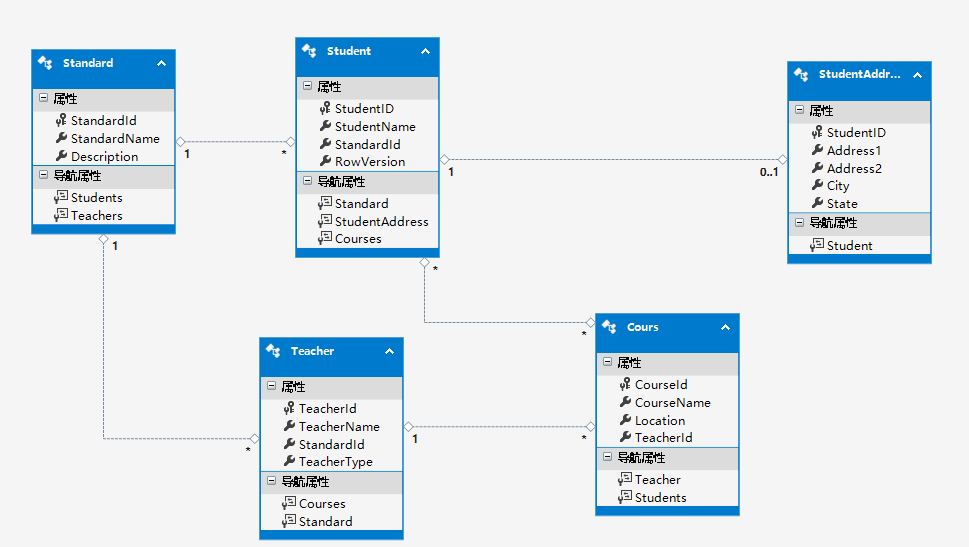 Standard
属性
StandardId
StandardName
Description
导航属性
Students
Teachers
1
1
Student
属性
StudentID
StudentName
StandardId
RowVersion
导航属性
Standard
StudentAddress
Courses
*
1
*
StudentAddr...
属性
StudentID
Address1
Address2
City
State
导航属性
Student
0..1
Teacher
属性
TeacherId
TeacherName
StandardId
TeacherType
导航属性
Courses
Standard
*
1
Cours
属性
CourseId
CourseName
Location
TeacherId
导航属性
Teacher
Students
*
*